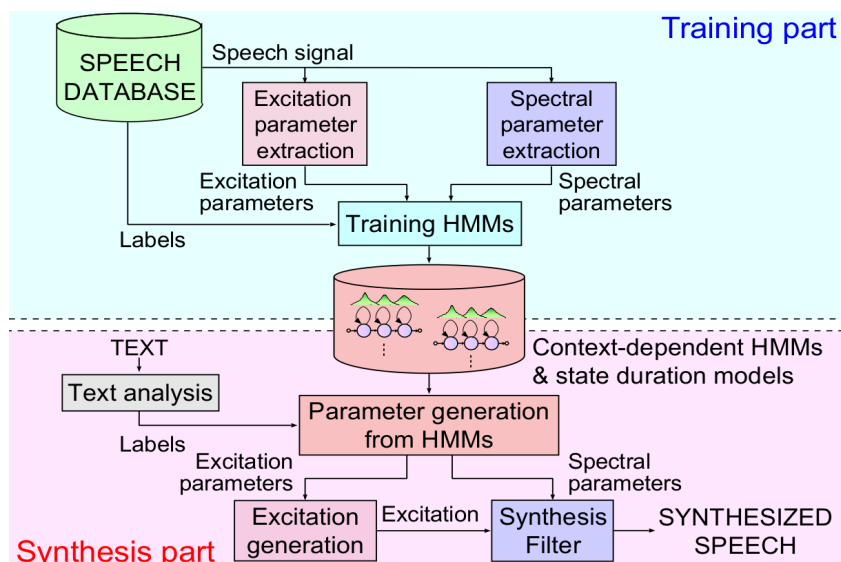 Training part
SPEECH
DATABASE
Speech signal
Excitation
parameter
extraction
Spectral
parameter
extraction
Excitation
parameters
Spectral
parameters
Labels
Training HMMs
Context-dependent HMMs
& state duration models
TEXT
Text analysis
Labels
Parameter generation
from HMMs
Excitation
parameters
Spectral
parameters
Excitation
generation
Excitation
Synthesis
Filter
SYNTHESIZED
SPEECH
Synthesis part